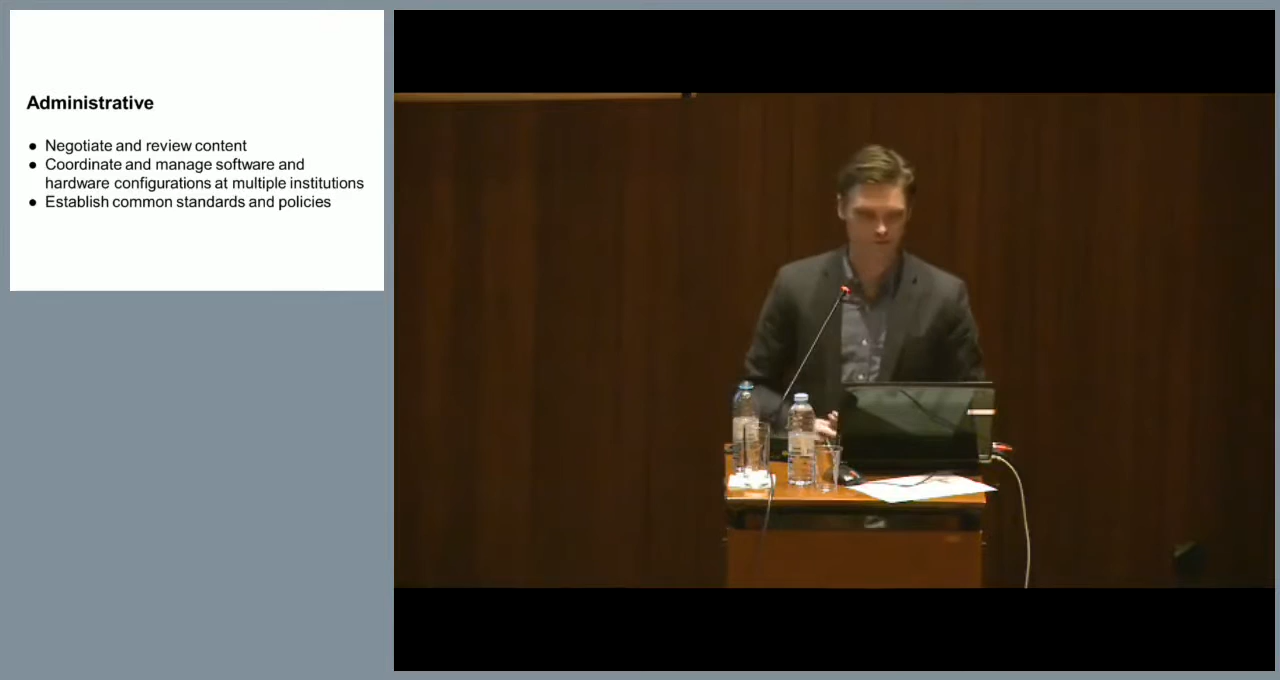 Administrative
● Negotiate and review content
● Coordinate and manage software and
hardware configurations at multiple institutions
● Establish common standards and policies